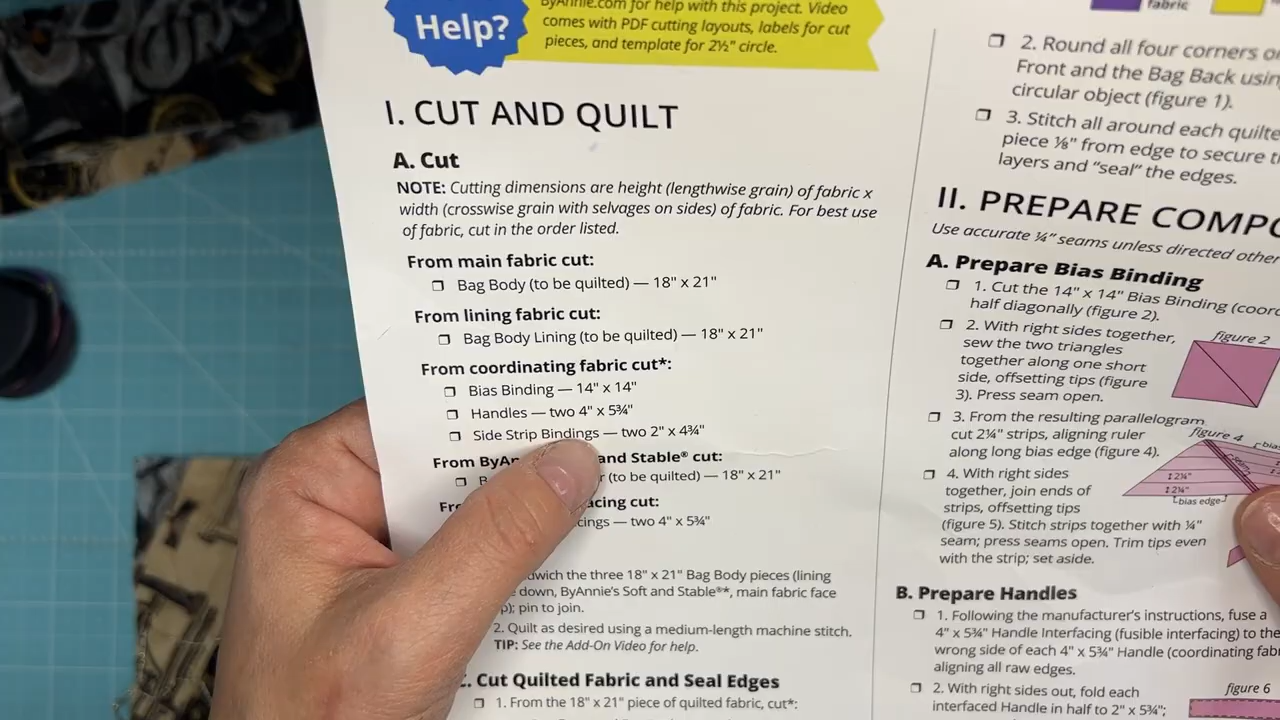 Help?
ByAnnie.com for help with this project. Video
comes with PDF cutting layouts, labels for cut
pieces, and template for 2½" circle.
I. CUT AND QUILT
A. Cut
NOTE: Cutting dimensions are height (lengthwise grain) of fabric x
width (crosswise grain with selvages on sides) of fabric. For best use
of fabric, cut in the order listed.
From main fabric cut:
❒ Bag Body (to be quilted) — 18" x 21"
From lining fabric cut:
❒ Bag Body Lining (to be quilted) — 18" x 21"
From coordinating fabric cut*:
❒ Bias Binding — 14" x 14"
❒ Handles — two 4" x 5¾"
❒ Side Strip Bindings — two 2" x 4¾"
From and Stable® cut:
❒ (to be quilted) — 18" x 21"
cut:
two 4" x 5¾"
the three 18" x 21" Bag Body pieces (lining
down, ByAnnie's Soft and Stable®*, main fabric face
pin to join.
2. Quilt as desired using a medium-length machine stitch.
TIP: See the Add-On Video for help.
C. Cut Quilted Fabric and Seal Edges
❒ 1. From the 18" x 21" piece of quilted fabric, cut*:
fabric
❒ 2. Round all four corners
Front and the Bag Back
circular object (figure 1).
❒ 3. Stitch all around each
piece ⅛" from edge to secure
layers and "seal" the edges.
II. PREPARE
Use accurate ¼" seams unless directed
A. Prepare Bias Binding
❒ 1. Cut the 14" x 14" Bias Binding
half diagonally (figure 2).
❒ 2. With right sides together,
sew the two triangles
together along one short
side, offsetting tips (figure
3). Press seam open.
figure 2
❒ 3. From the resulting parallelogram,
cut 2¼" strips, aligning ruler
along long bias edge (figure 4).
figure 4
2¼"
2¼"
bias edge
❒ 4. With right sides
together, join ends of
strips, offsetting tips
(figure 5). Stitch strips together with ¼"
seam; press seams open. Trim tips even
with the strip; set aside.
B. Prepare Handles
❒ 1. Following the manufacturer's instructions, fuse a
4" x 5¾" Handle Interfacing (fusible interfacing) to the
wrong side of each 4" x 5¾" Handle (coordinating
aligning all raw edges.
❒ 2. With right sides out, fold each
interfaced Handle in half to 2" x 5¾";
figure 6